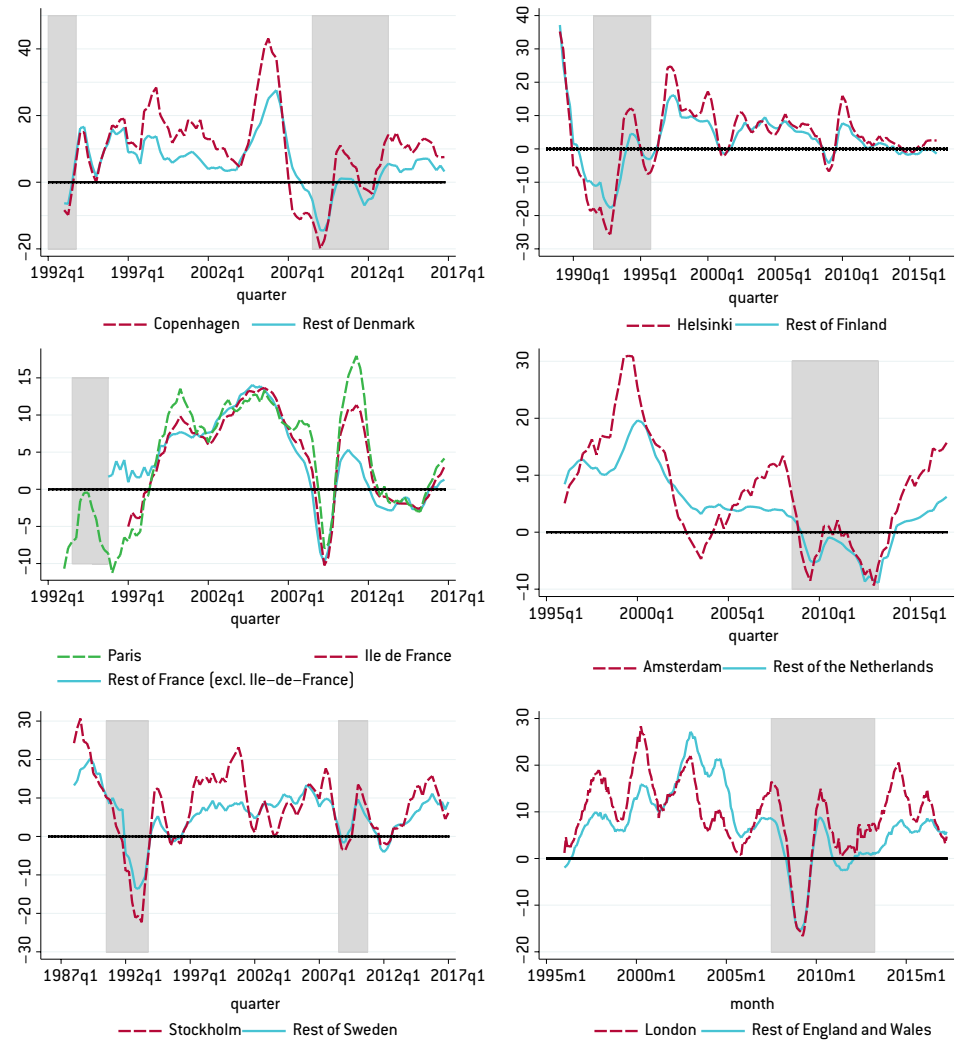 40
20
0
−20
1992q1 1997q1 2002q1 2007q1 2012q1 2017q1
quarter
Copenhagen Rest of Denmark
40
30
20
10
0
−10
−20
−30
1990q1 1995q1 2000q1 2005q1 2010q1 2015q1
quarter
Helsinki Rest of Finland
15
10
5
0
−5
−10
1992q1 1997q1 2002q1 2007q1 2012q1 2017q1
quarter
Paris Ile de France
Rest of France (excl. Ile−de−France)
30
20
10
0
−10
1995q1 2000q1 2005q1 2010q1 2015q1
quarter
Amsterdam Rest of the Netherlands
30
20
10
0
−10
−20
−30
1987q1 1992q1 1997q1 2002q1 2007q1 2012q1 2017q1
quarter
Stockholm Rest of Sweden
30
20
10
0
−10
−20
1995m1 2000m1 2005m1 2010m1 2015m1
month
London Rest of England and Wales